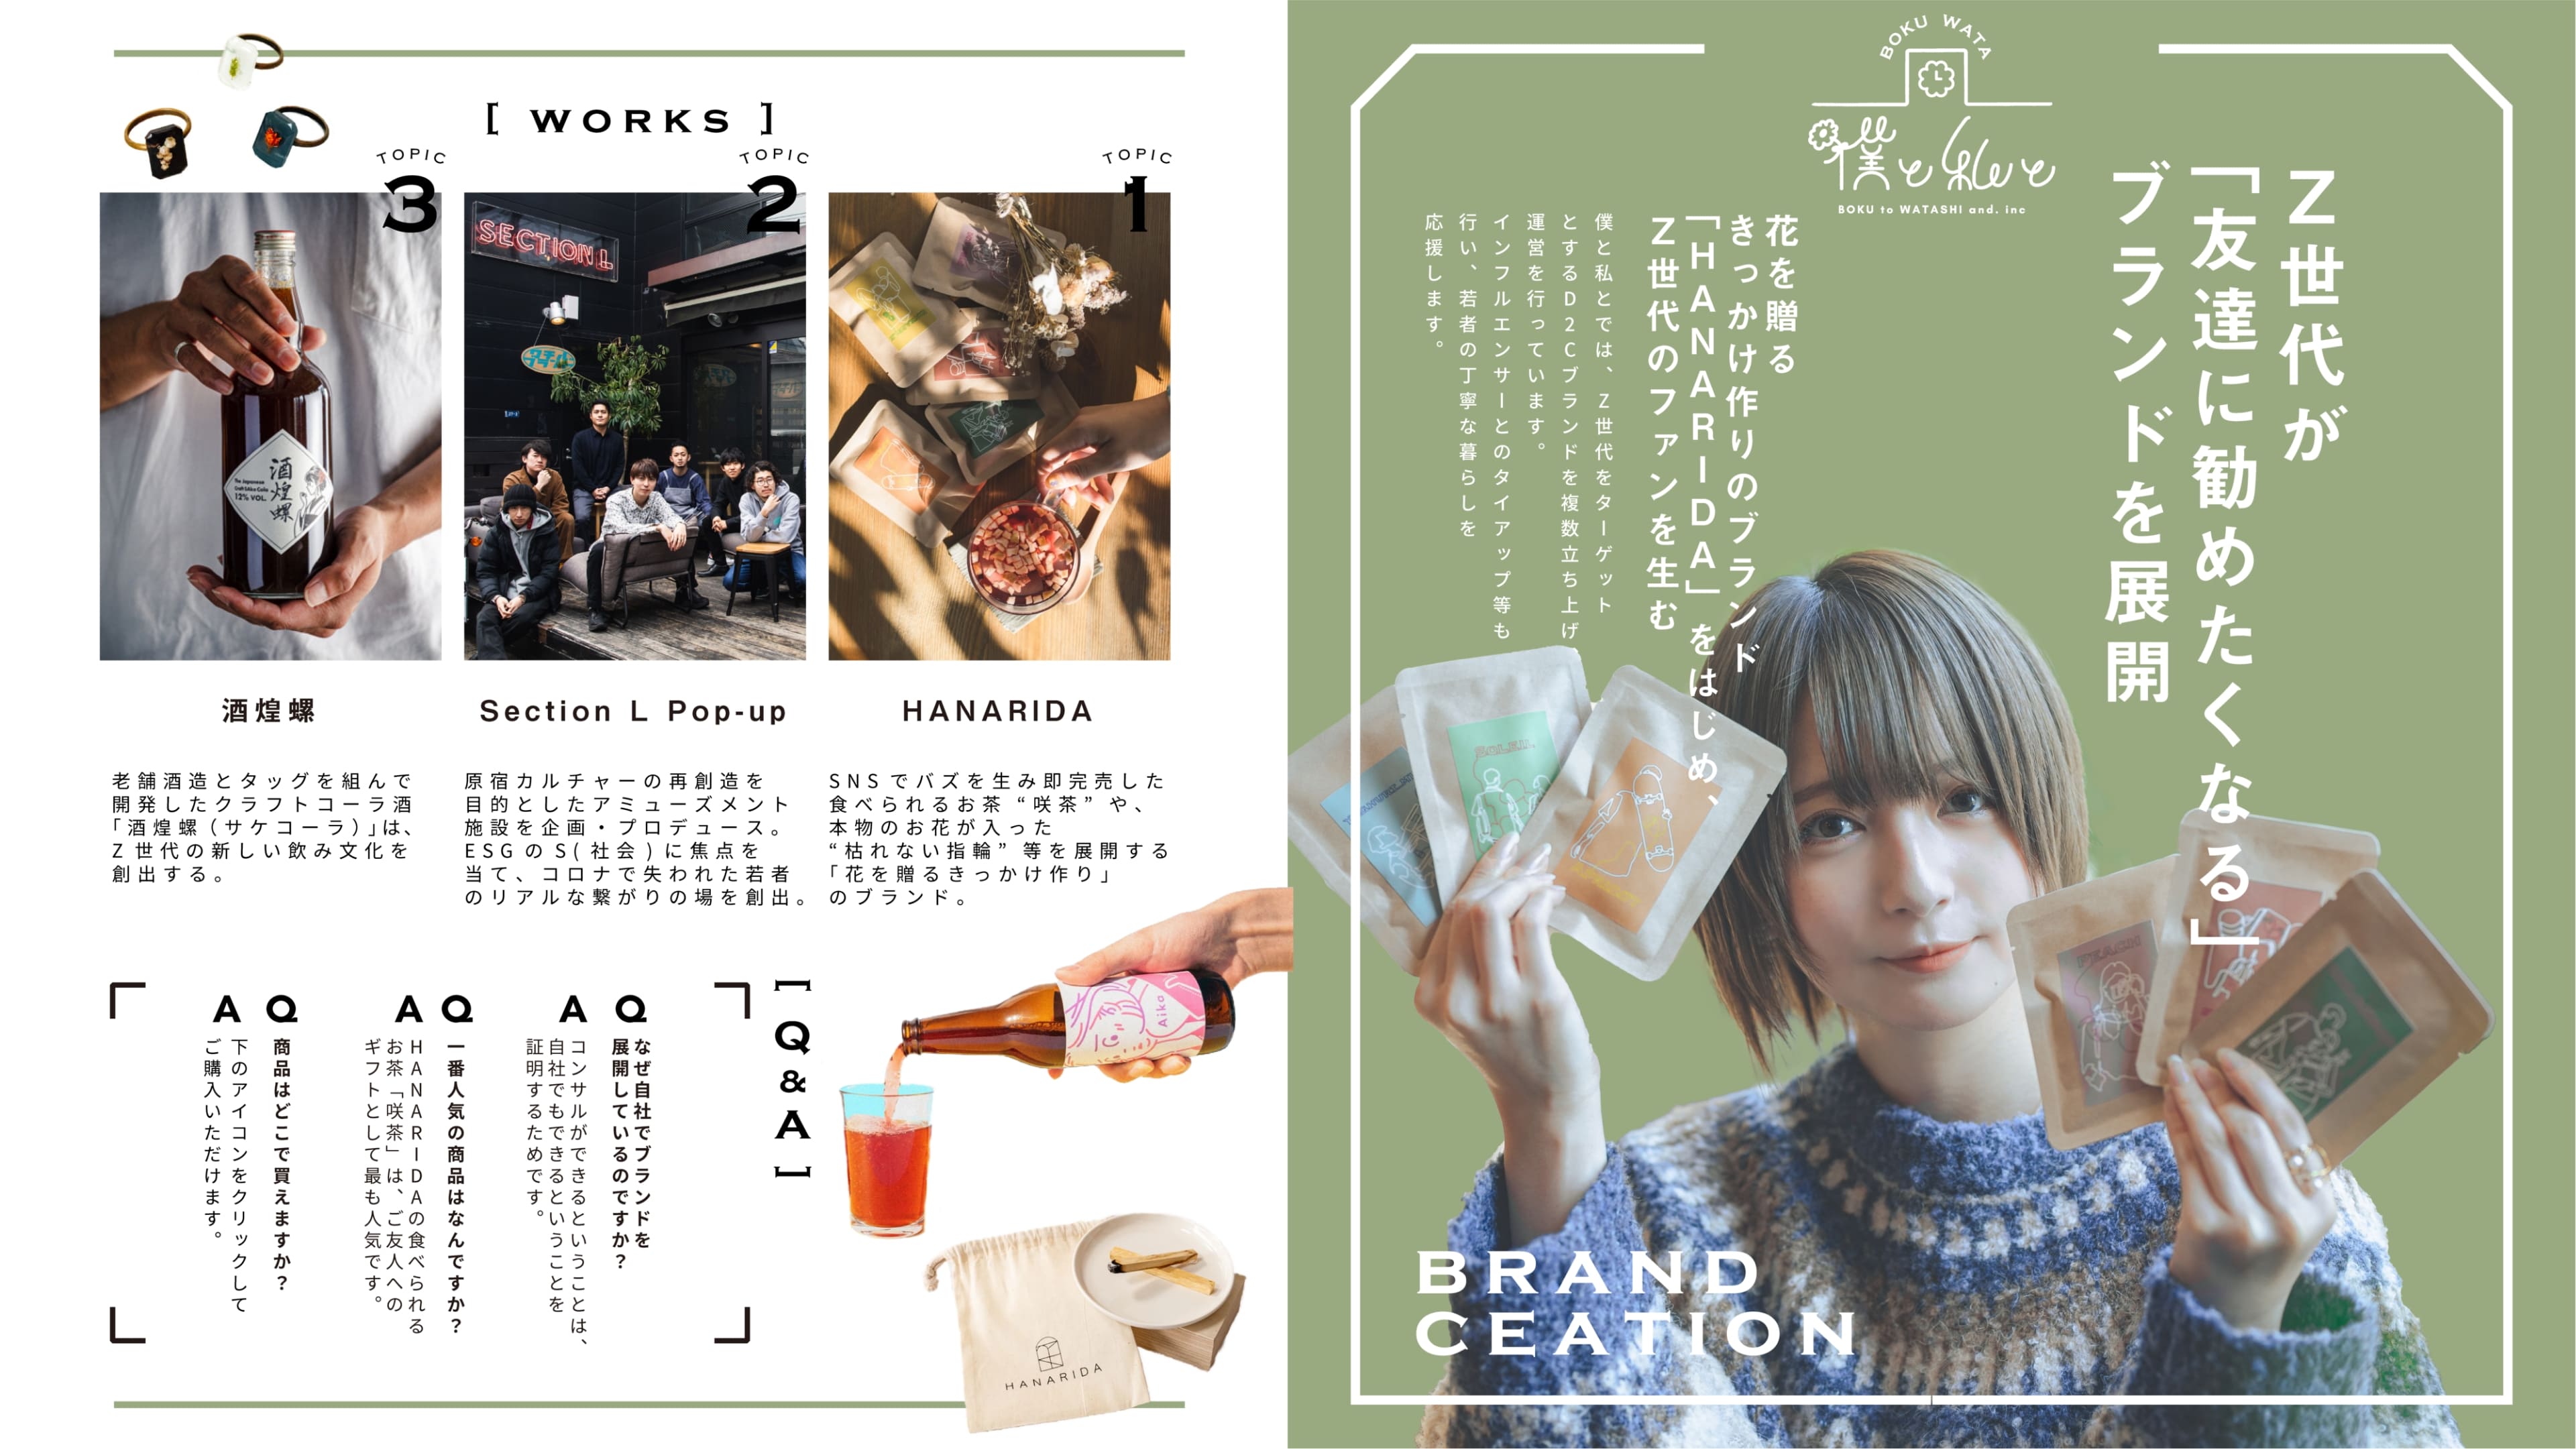 BOKU WATA
僕と私と
BOKU to WATASHI and. inc
Z世代が
「友達に勧めたくなる」
ブランドを展開
花を贈る
きっかけ作りのブランド
「HANARIDA」をはじめ、
Z世代のファンを生む
僕と私とでは、Z世代をターゲット
とするD2Cブランドを複数立ち上げ
運営を行っています。
インフルエンサーとのタイアップ等も
行い、若者の丁寧な暮らしを
応援します。
BRAND
CEATION
[ WORKS ]
TOPIC
1
HANARIDA
SNSでバズを生み即完売した
食べられるお茶 “咲茶” や、
本物のお花が入った
“枯れない指輪” 等を展開する
「花を贈るきっかけ作り」
のブランド。
TOPIC
2
SECTION L
Section L Pop-up
原宿カルチャーの再創造を
目的としたアミューズメント
施設を企画・プロデュース。
ESGのS(社会)に焦点を
当て、コロナで失われた若者
のリアルな繋がりの場を創出。
TOPIC
3
酒煌螺
The Japanese
Craft Sake Cola
12% VOL.
酒煌螺
老舗酒造とタッグを組んで
開発したクラフトコーラ酒
「酒煌螺（サケコーラ）」は、
Z世代の新しい飲み文化を
創出する。
[ Q&A ]
Q
なぜ自社でブランドを
展開しているのですか？
A
コンサルができるということは、
自社でもできるということを
証明するためです。
Q
一番人気の商品はなんですか？
A
HANARIDAの食べられる
お茶「咲茶」は、ご友人への
ギフトとして最も人気です。
Q
商品はどこで買えますか？
A
下のアイコンをクリックして
ご購入いただけます。
Aika
HANARIDA